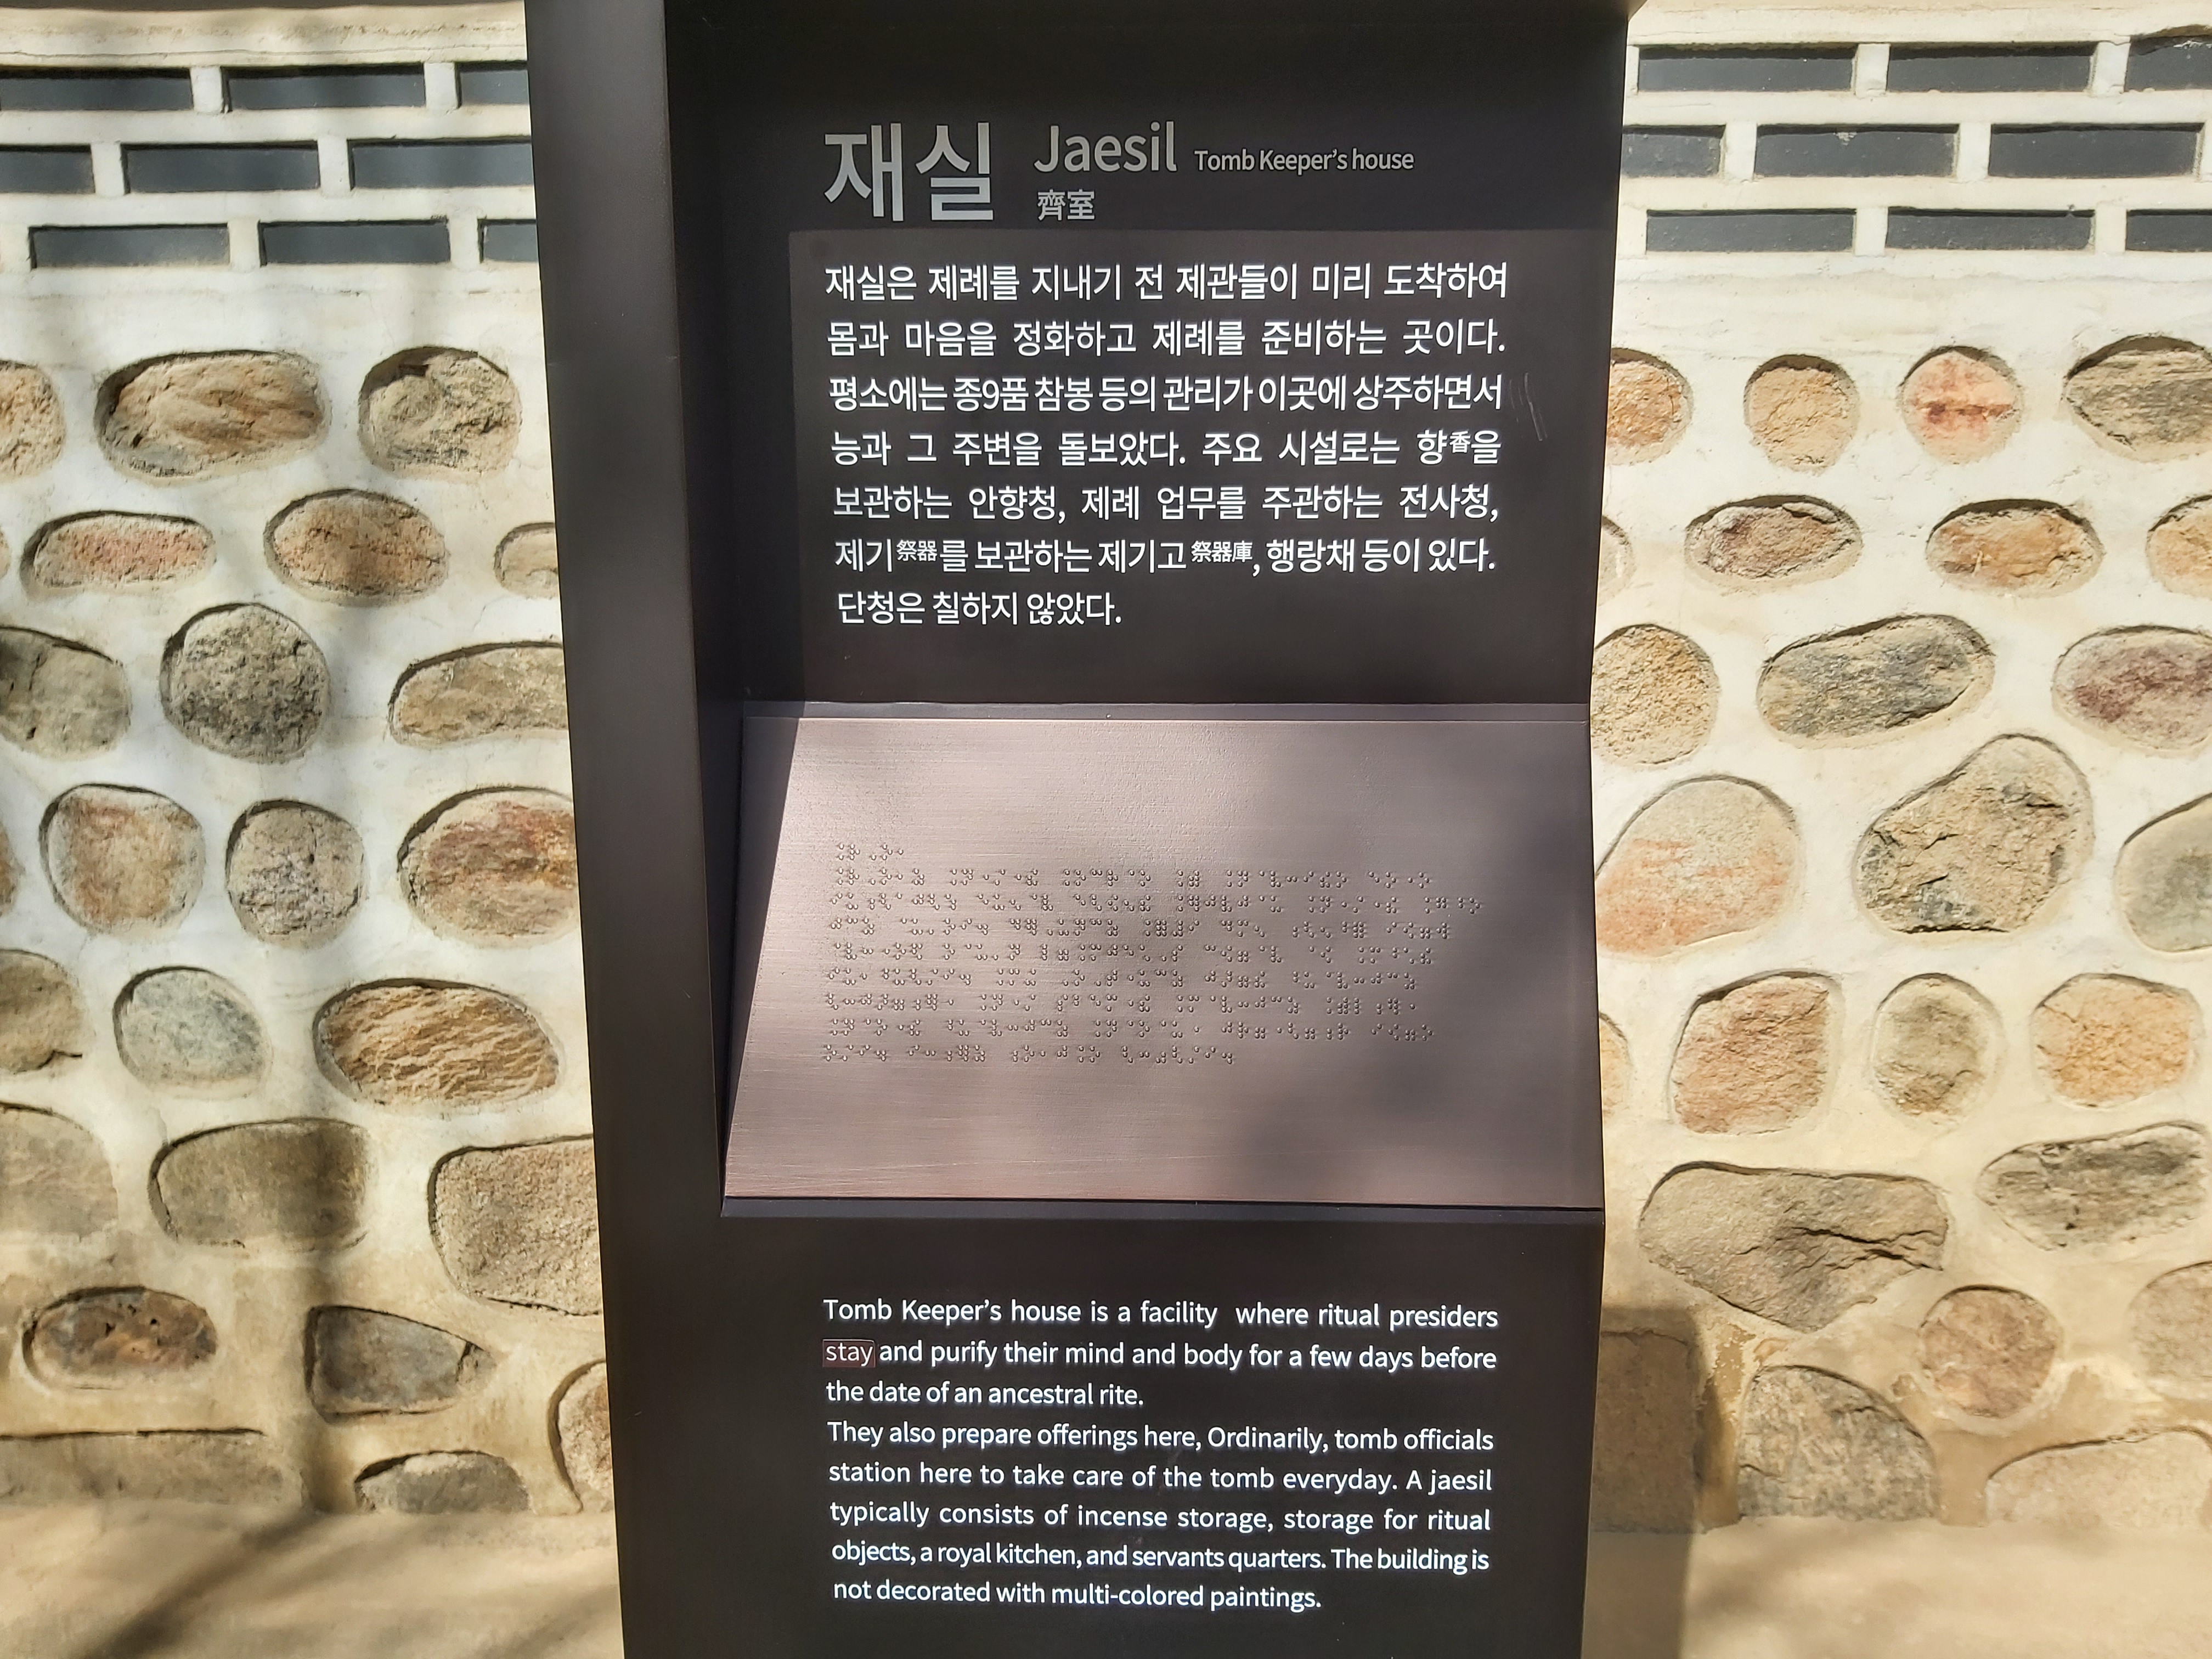 재실 Jaesil Tomb Keeper's house
齊室
재실은 제례를 지내기 전 제관들이 미리 도착하여
몸과 마음을 정화하고 제례를 준비하는 곳이다.
평소에는 종9품 참봉 등의 관리가 이곳에 상주하면서
능과 그 주변을 돌보았다. 주요 시설로는 향香을
보관하는 안향청, 제례 업무를 주관하는 전사청,
제기祭器를 보관하는 제기고祭器庫, 행랑채 등이 있다.
단청은 칠하지 않았다.
Tomb Keeper's house is a facility where ritual presiders
stay and purify their mind and body for a few days before
the date of an ancestral rite.
They also prepare offerings here, Ordinarily, tomb officials
station here to take care of the tomb everyday. A jaesil
typically consists of incense storage, storage for ritual
objects, a royal kitchen, and servants quarters. The building is
not decorated with multi-colored paintings.